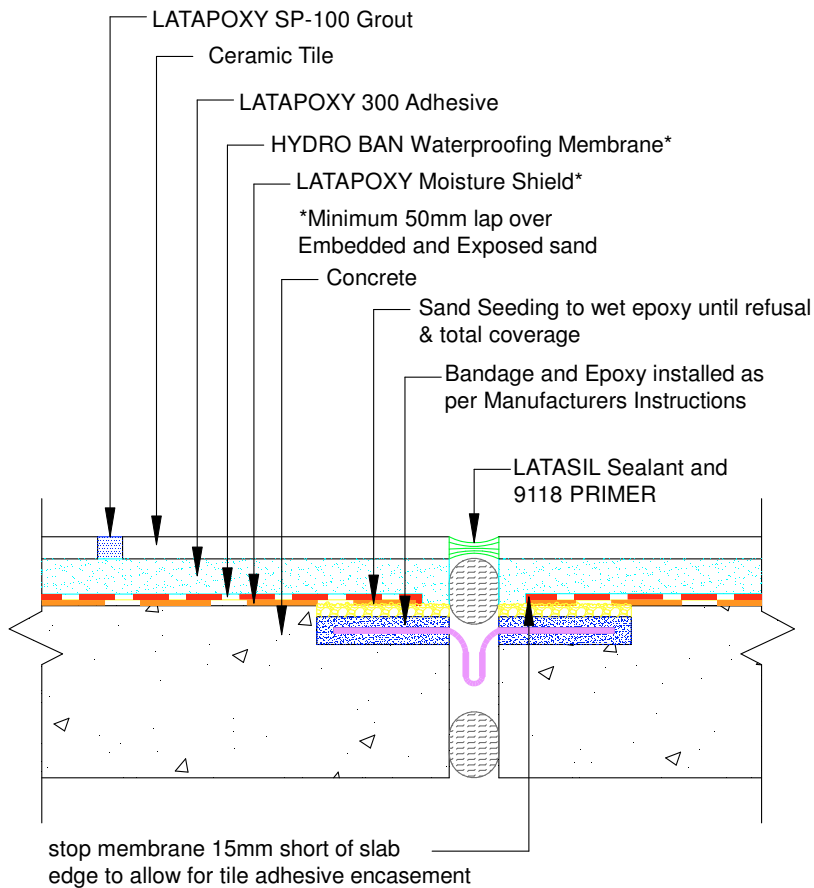 LATAPOXY SP-100 Grout
Ceramic Tile
LATAPOXY 300 Adhesive
HYDRO BAN Waterproofing Membrane*
LATAPOXY Moisture Shield*
*Minimum 50mm lap over
Embedded and Exposed sand
Concrete
Sand Seeding to wet epoxy until refusal
& total coverage
Bandage and Epoxy installed as
per Manufacturers Instructions
LATASIL Sealant and
9118 PRIMER
stop membrane 15mm short of slab
edge to allow for tile adhesive encasement